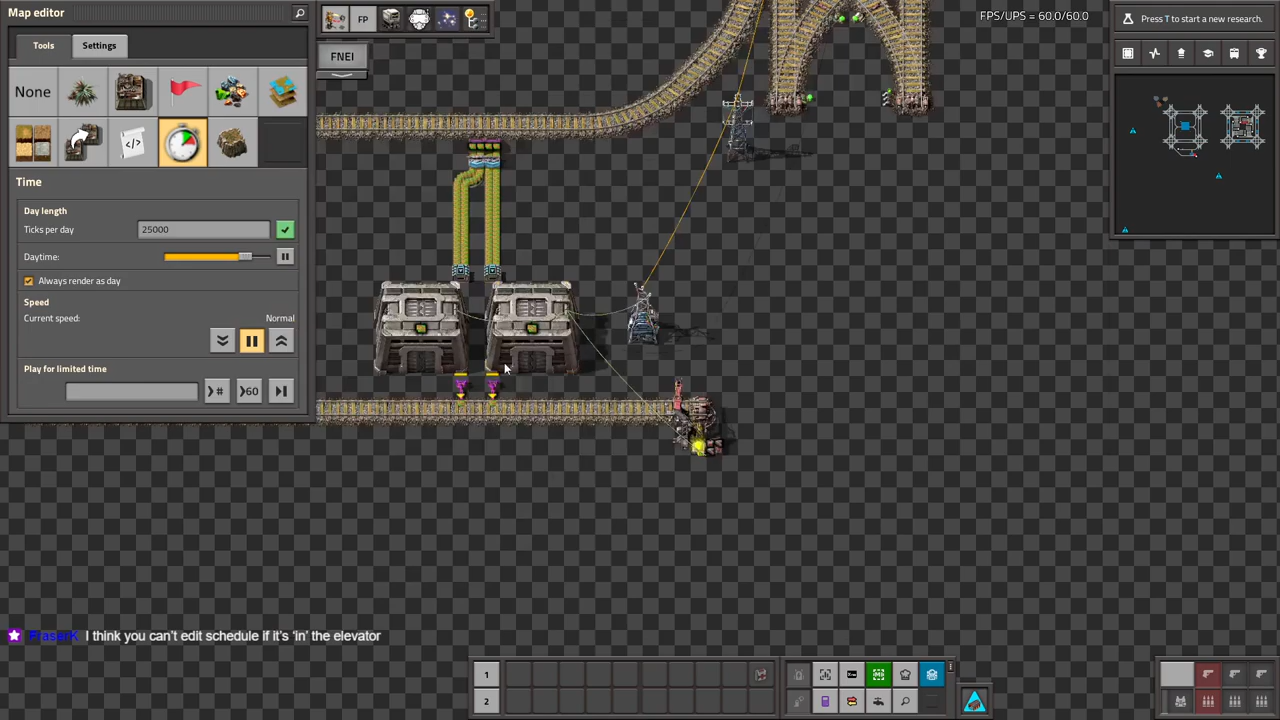 Map editor
FP
FPS/UPS = 60.0/60.0
Press T to start a new research.
Tools
Settings
FNEI
None
</>
Time
Day length
Ticks per day
25000
Daytime:
Always render as day
Speed
Current speed:
Normal
Play for limited time
#
60
FraserK I think you can't edit schedule if it's 'in' the elevator
1
2